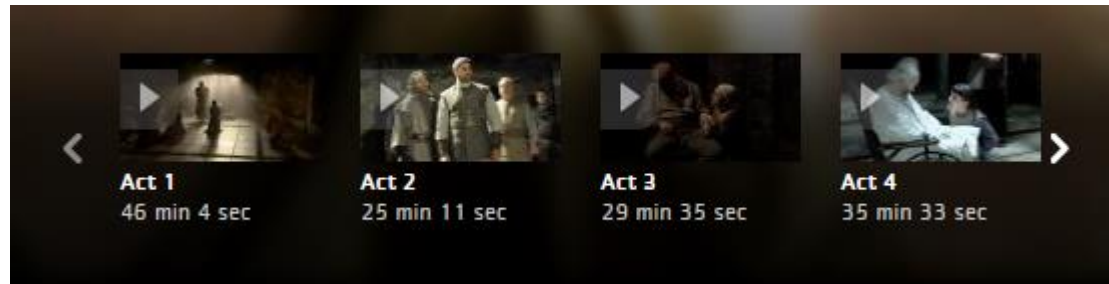 Act 1
46 min 4 sec
Act 2
25 min 11 sec
Act 3
29 min 35 sec
Act 4
35 min 33 sec